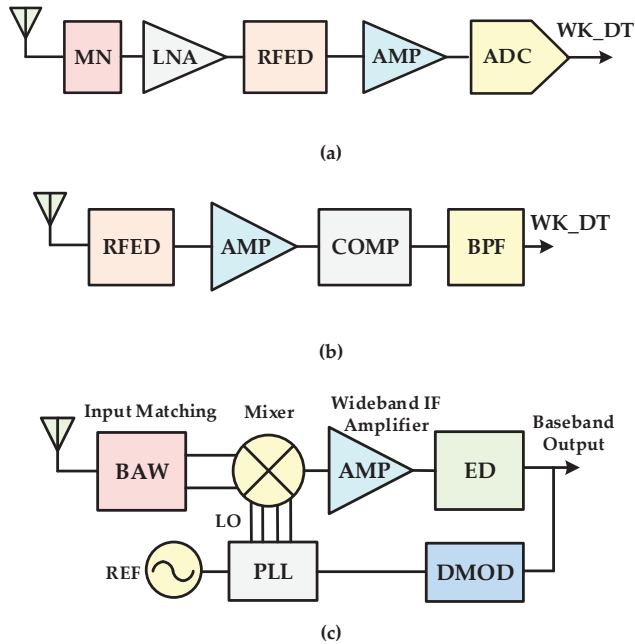 WK_DT
MN LNA RFED AMP ADC
(a)
WK_DT
RFED AMP COMP BPF
(b)
Input Matching Mixer Wideband IF
Amplifier Baseband
Output
BAW AMP ED
LO
REF PLL DMOD
(c)